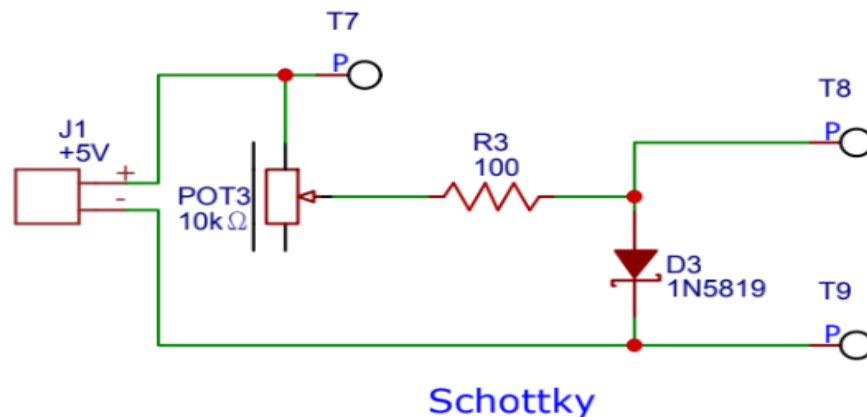 T7
P
J1
+5V
+
-
POT3
10kΩ
R3
100
T8
P
D3
1N5819
T9
P
Schottky